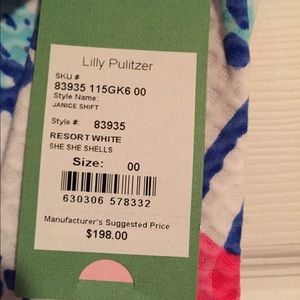 Lilly Pulitzer
SKU #
83935 115GK6 00
Style Name:
JANICE SHIFT
Style #: 83935
RESORT WHITE
SHE SHE SHELLS
Size: 00
630306 578332
Manufacturer's Suggested Price
$198.00